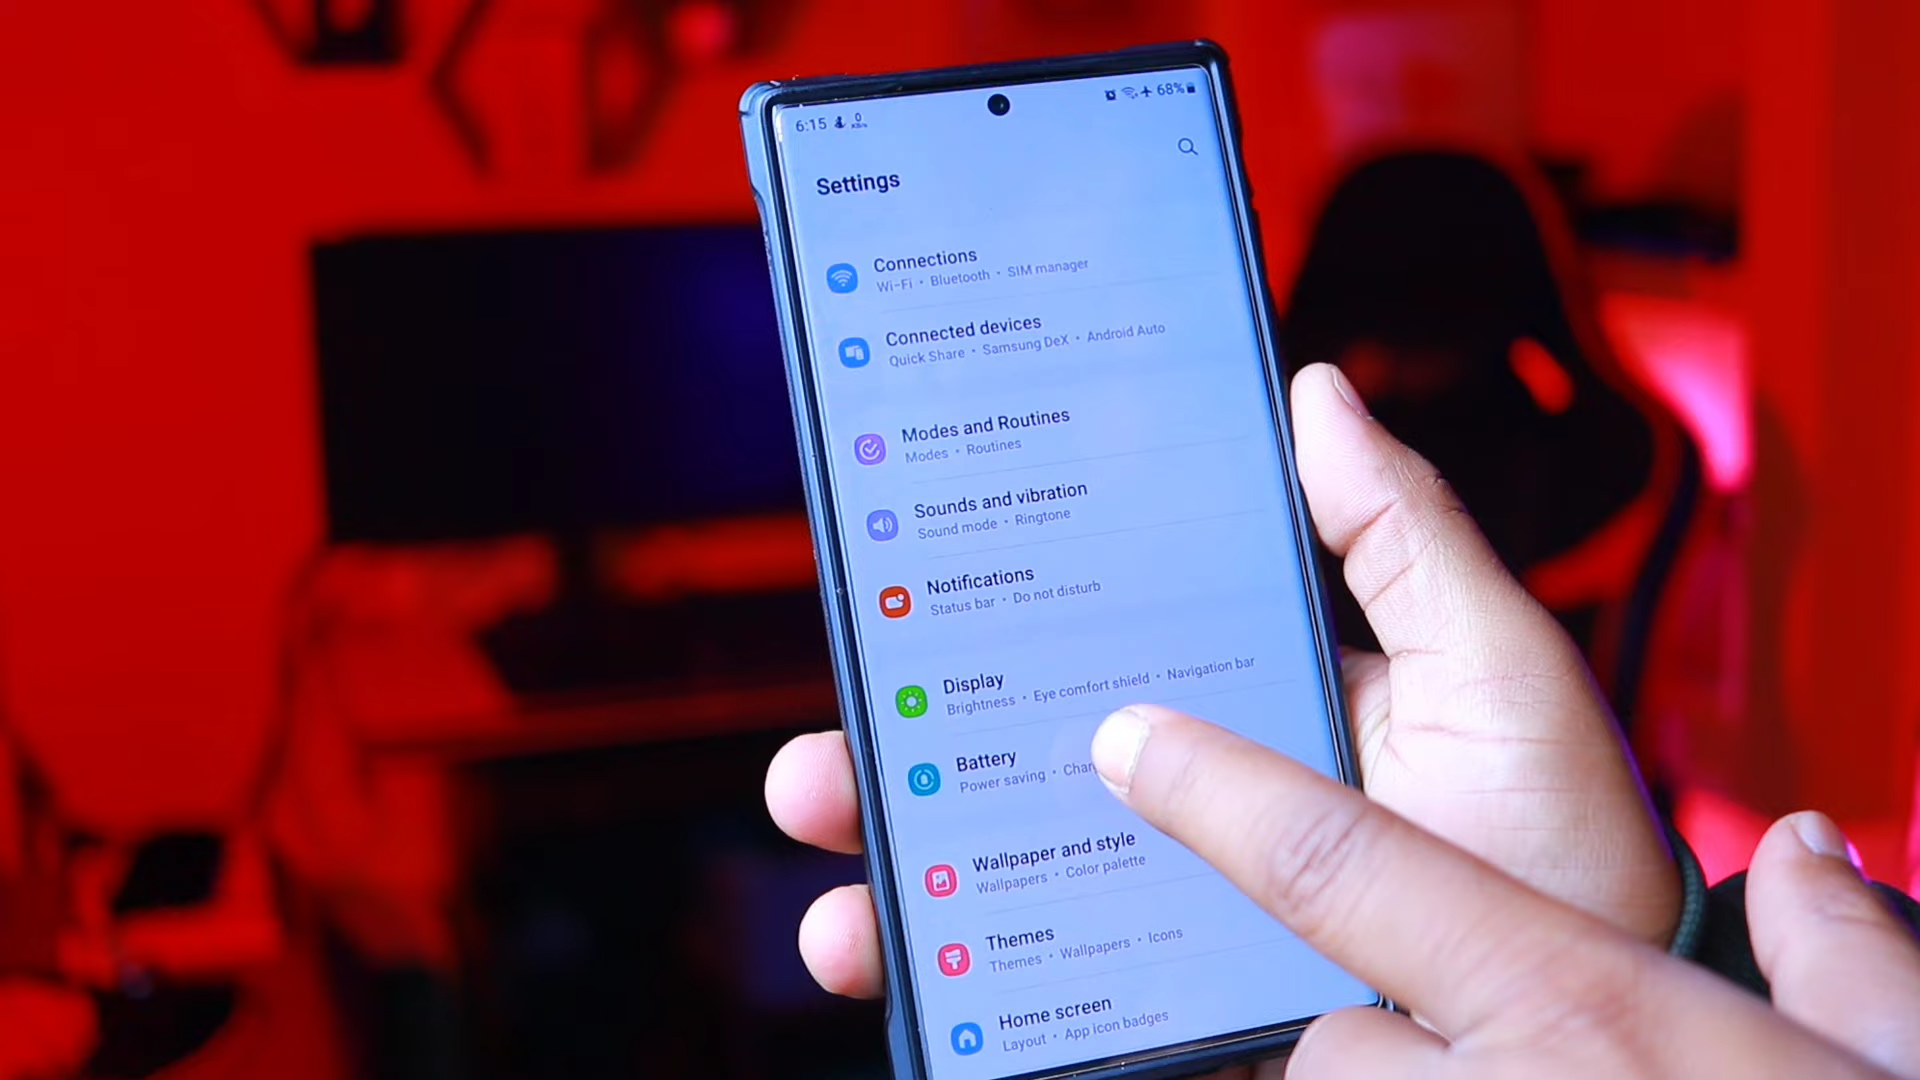 6:15 0
68%
Settings
Connections
Wi-Fi • Bluetooth • SIM manager
Connected devices
Quick Share • Samsung DeX • Android Auto
Modes and Routines
Modes • Routines
Sounds and vibration
Sound mode • Ringtone
Notifications
Status bar • Do not disturb
Display
Brightness • Eye comfort shield • Navigation bar
Battery
Power saving •
Wallpaper and style
Wallpapers • Color palette
Themes
Themes • Wallpapers • Icons
Home screen
Layout • App icon badges